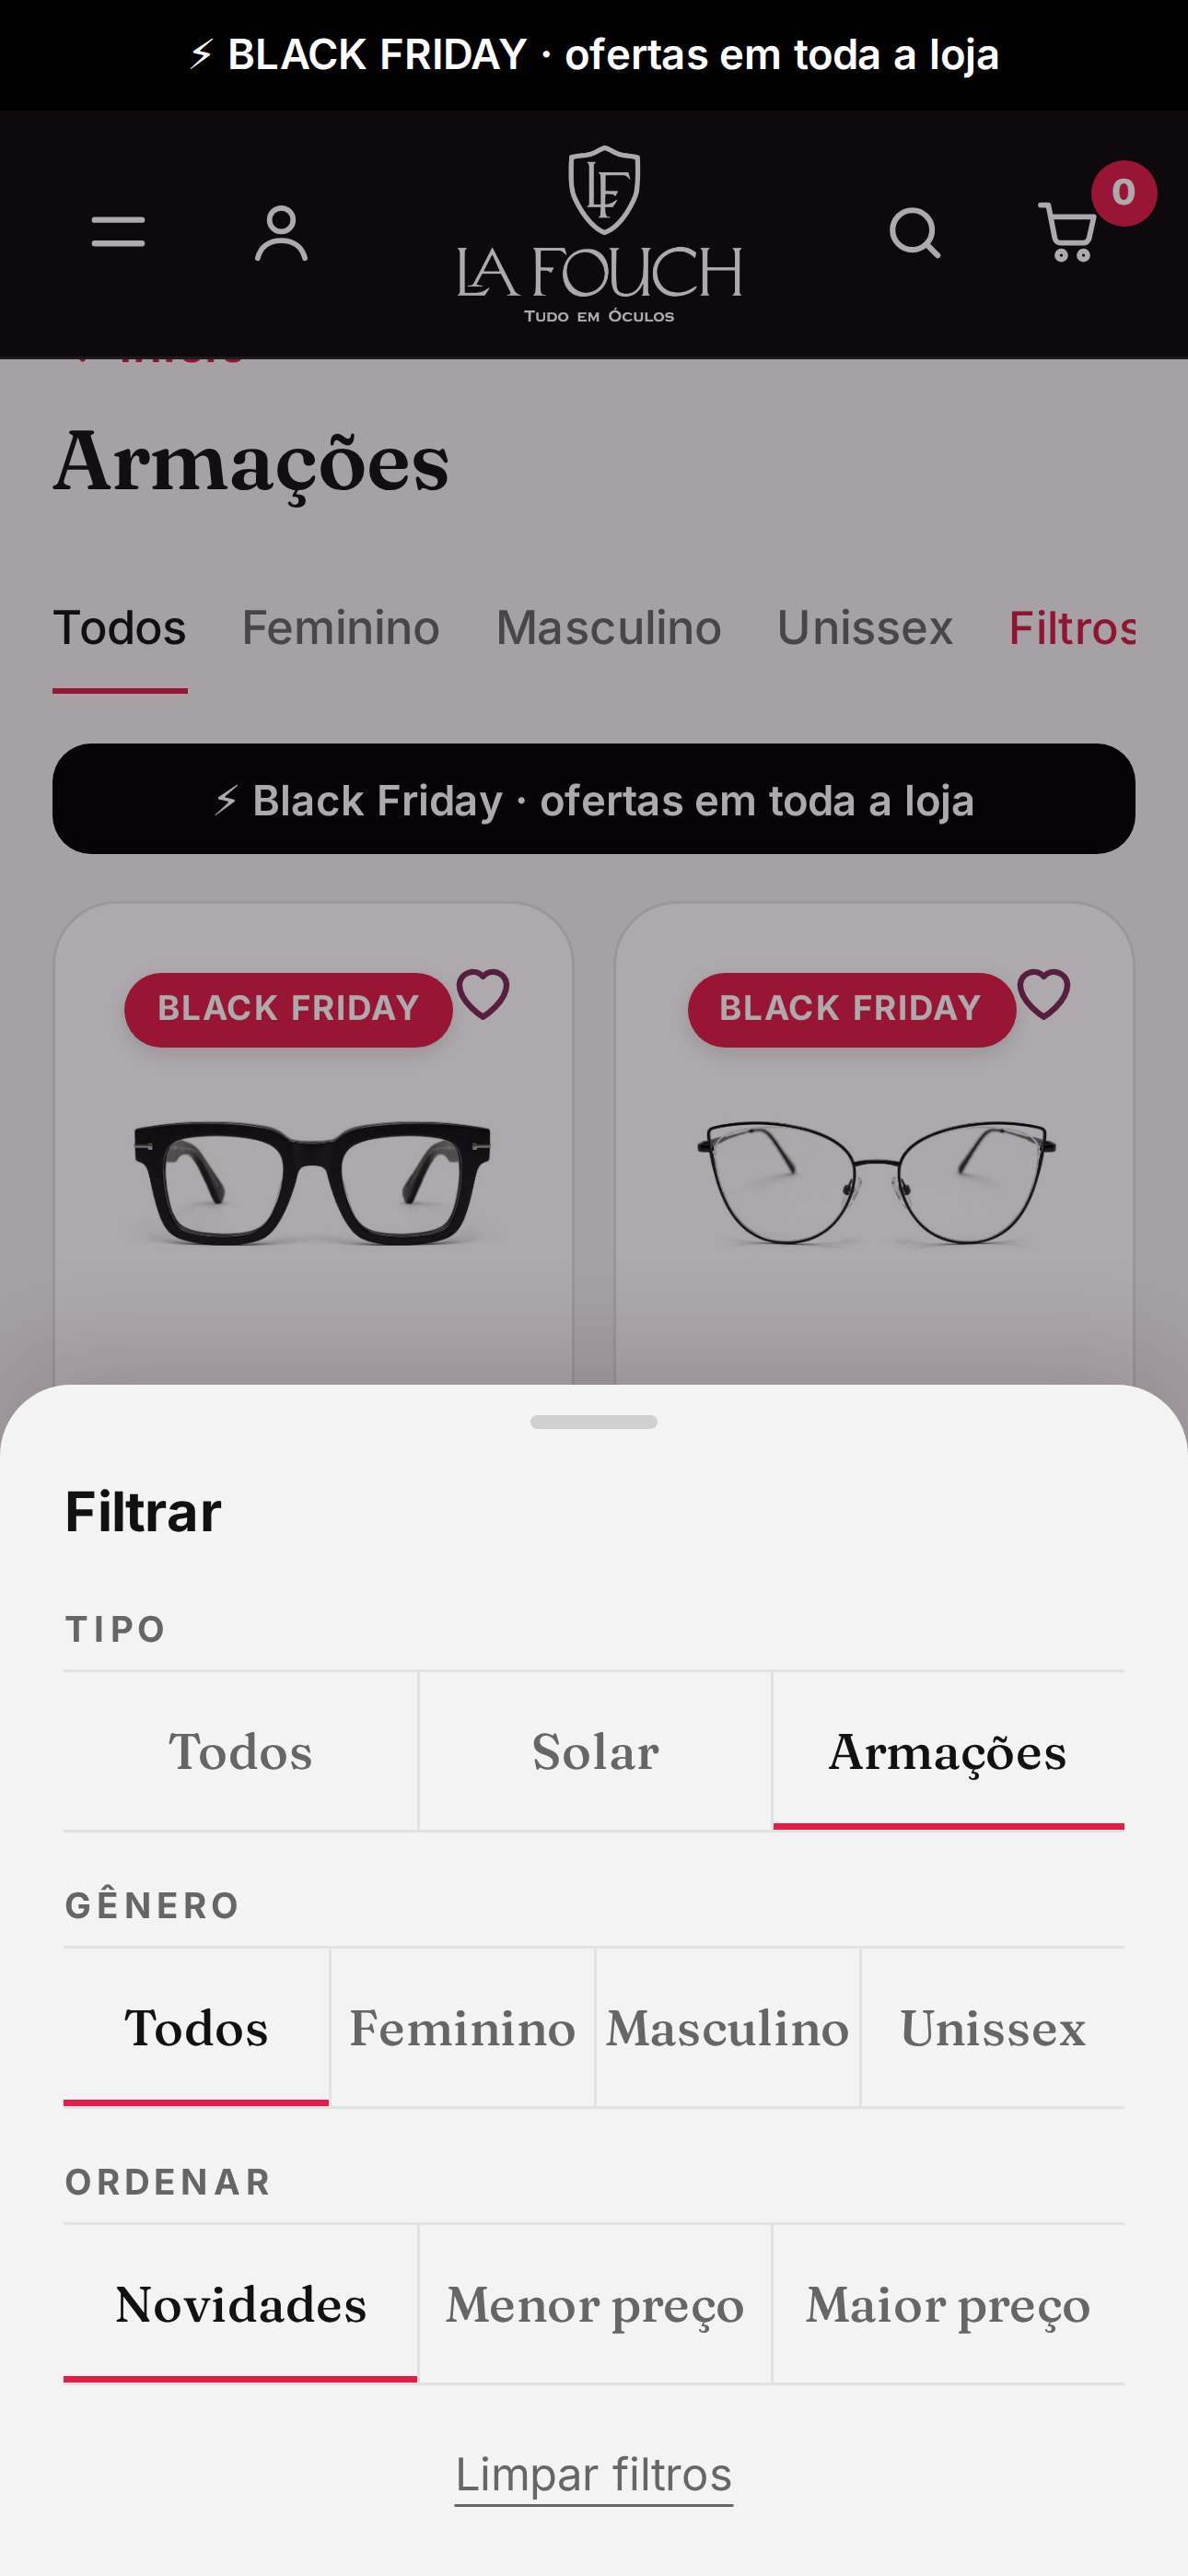 ⚡ BLACK FRIDAY · ofertas em toda a loja
0
LF
LA FOUCH
TUDO EM ÓCULOS
Armações
Todos Feminino Masculino Unissex Filtros
⚡ Black Friday · ofertas em toda a loja
BLACK FRIDAY BLACK FRIDAY
Filtrar
TIPO
Todos Solar Armações
GÊNERO
Todos Feminino Masculino Unissex
ORDENAR
Novidades Menor preço Maior preço
Limpar filtros